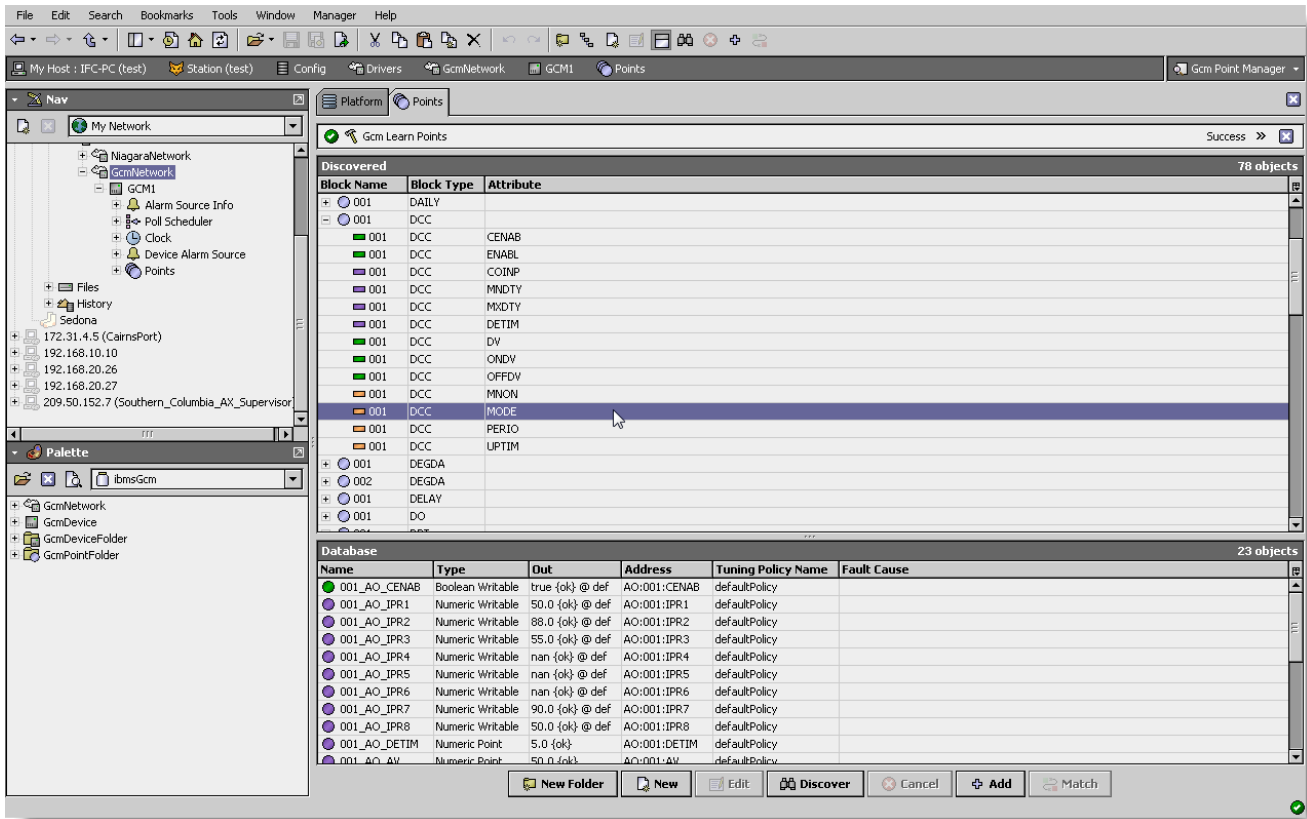 File Edit Search Bookmarks Tools Window Manager Help
My Host : IFC-PC (test) Station (test) Config Drivers GcmNetwork GCM1 Points Gcm Point Manager
Nav
My Network
NiagaraNetwork
GcmNetwork
GCM1
Alarm Source Info
Poll Scheduler
Clock
Device Alarm Source
Points
Files
History
Sedona
172.31.4.5 (CairnsPort)
192.168.10.10
192.168.20.26
192.168.20.27
209.50.152.7 (Southern_Columbia_AX_Supervisor)
Palette
ibmsGcm
GcmNetwork
GcmDevice
GcmDeviceFolder
GcmPointFolder
Platform Points
Gcm Learn Points Success »
Discovered 78 objects
Block Name Block Type Attribute
001 DAILY
001 DCC
001 DCC CENAB
001 DCC ENABL
001 DCC COINP
001 DCC MNDTY
001 DCC MXDTY
001 DCC DETIM
001 DCC DV
001 DCC ONDV
001 DCC OFFDV
001 DCC MNON
001 DCC MODE
001 DCC PERIO
001 DCC UPTIM
001 DEGDA
002 DEGDA
001 DELAY
001 DO
Database 23 objects
Name Type Out Address Tuning Policy Name Fault Cause
001_AO_CENAB Boolean Writable true {ok} @ def AO:001:CENAB defaultPolicy
001_AO_IPR1 Numeric Writable 50.0 {ok} @ def AO:001:IPR1 defaultPolicy
001_AO_IPR2 Numeric Writable 88.0 {ok} @ def AO:001:IPR2 defaultPolicy
001_AO_IPR3 Numeric Writable 55.0 {ok} @ def AO:001:IPR3 defaultPolicy
001_AO_IPR4 Numeric Writable nan {ok} @ def AO:001:IPR4 defaultPolicy
001_AO_IPR5 Numeric Writable nan {ok} @ def AO:001:IPR5 defaultPolicy
001_AO_IPR6 Numeric Writable nan {ok} @ def AO:001:IPR6 defaultPolicy
001_AO_IPR7 Numeric Writable 90.0 {ok} @ def AO:001:IPR7 defaultPolicy
001_AO_IPR8 Numeric Writable 50.0 {ok} @ def AO:001:IPR8 defaultPolicy
001_AO_DETIM Numeric Point 5.0 {ok} AO:001:DETIM defaultPolicy
001_AO_AV Numeric Point 50.0 {ok} AO:001:AV defaultPolicy
New Folder New Edit Discover Cancel Add Match